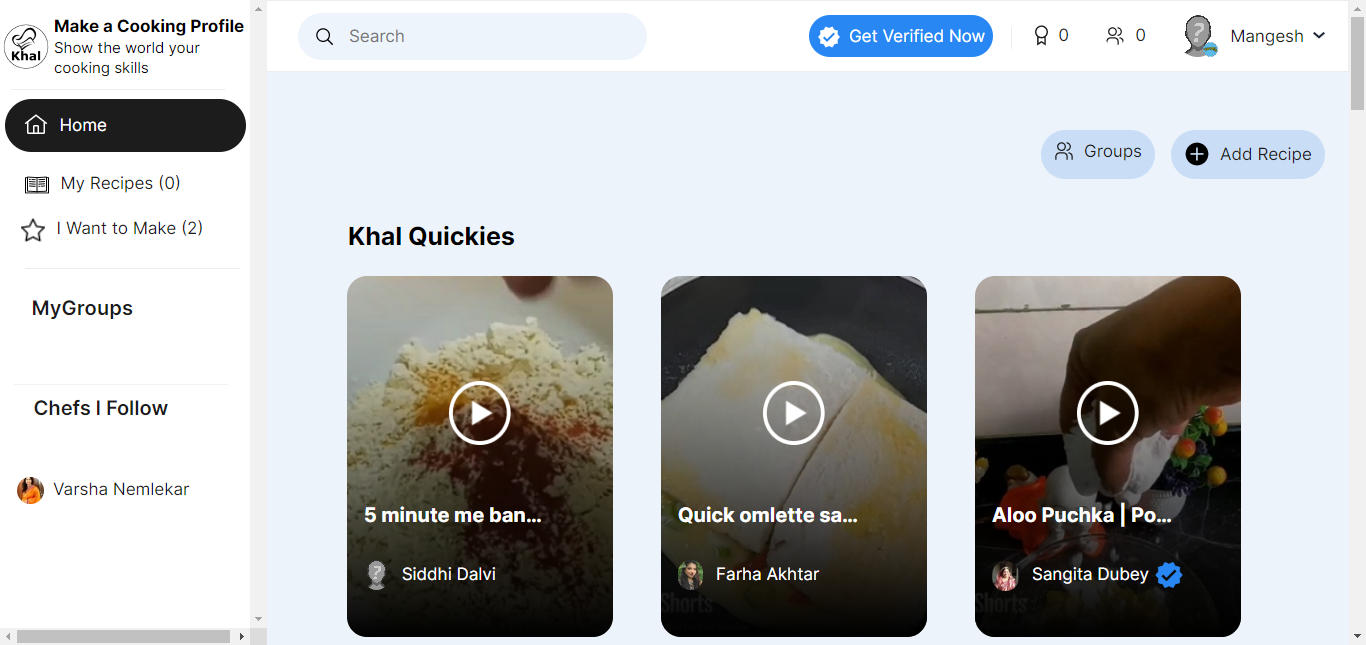 Khal
Make a Cooking Profile
Show the world your
cooking skills
Search
Get Verified Now
0
0
Mangesh
Home
My Recipes (0)
I Want to Make (2)
MyGroups
Chefs I Follow
Varsha Nemlekar
Groups
Add Recipe
Khal Quickies
5 minute me ban...
Siddhi Dalvi
Quick omlette sa...
Farha Akhtar
Shorts
Aloo Puchka | Po...
Sangita Dubey
Shorts